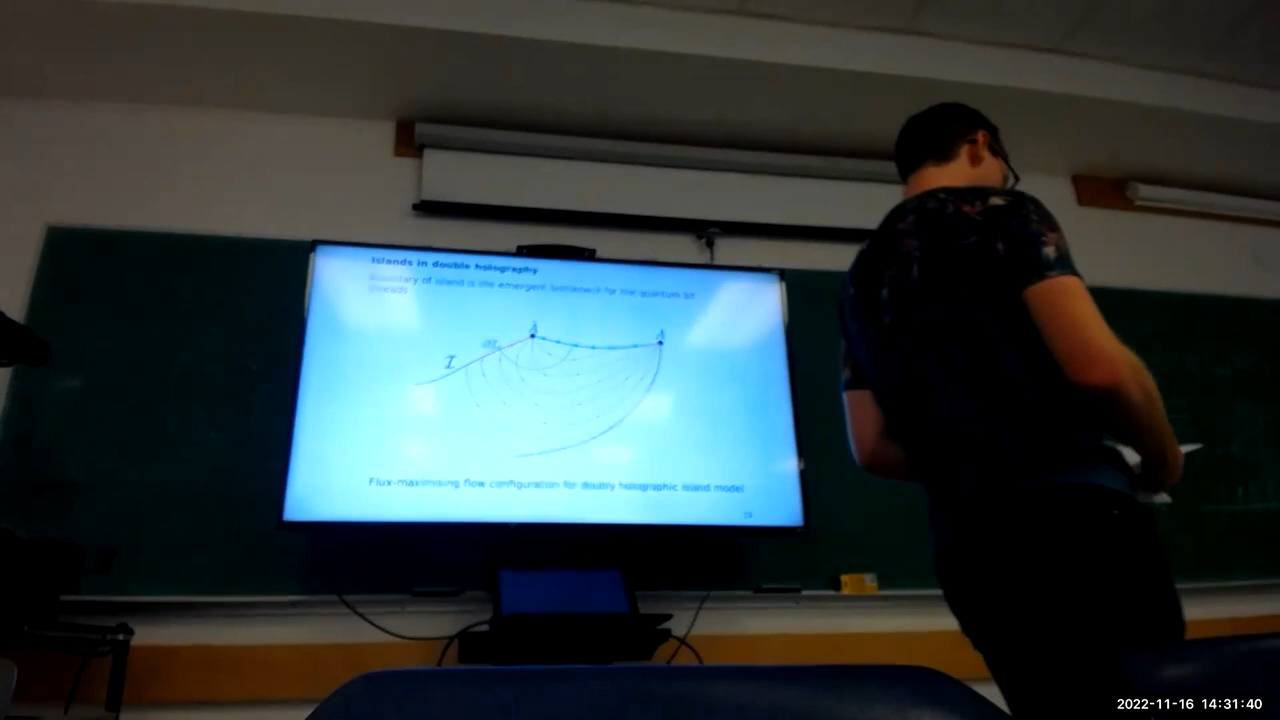 Islands in double holography
Boundary of island is the emergent bottleneck for the quantum bit
threads
Ā A
∂I
I
Flux-maximising flow configuration for doubly holographic island model
2022-11-16 14:31:40